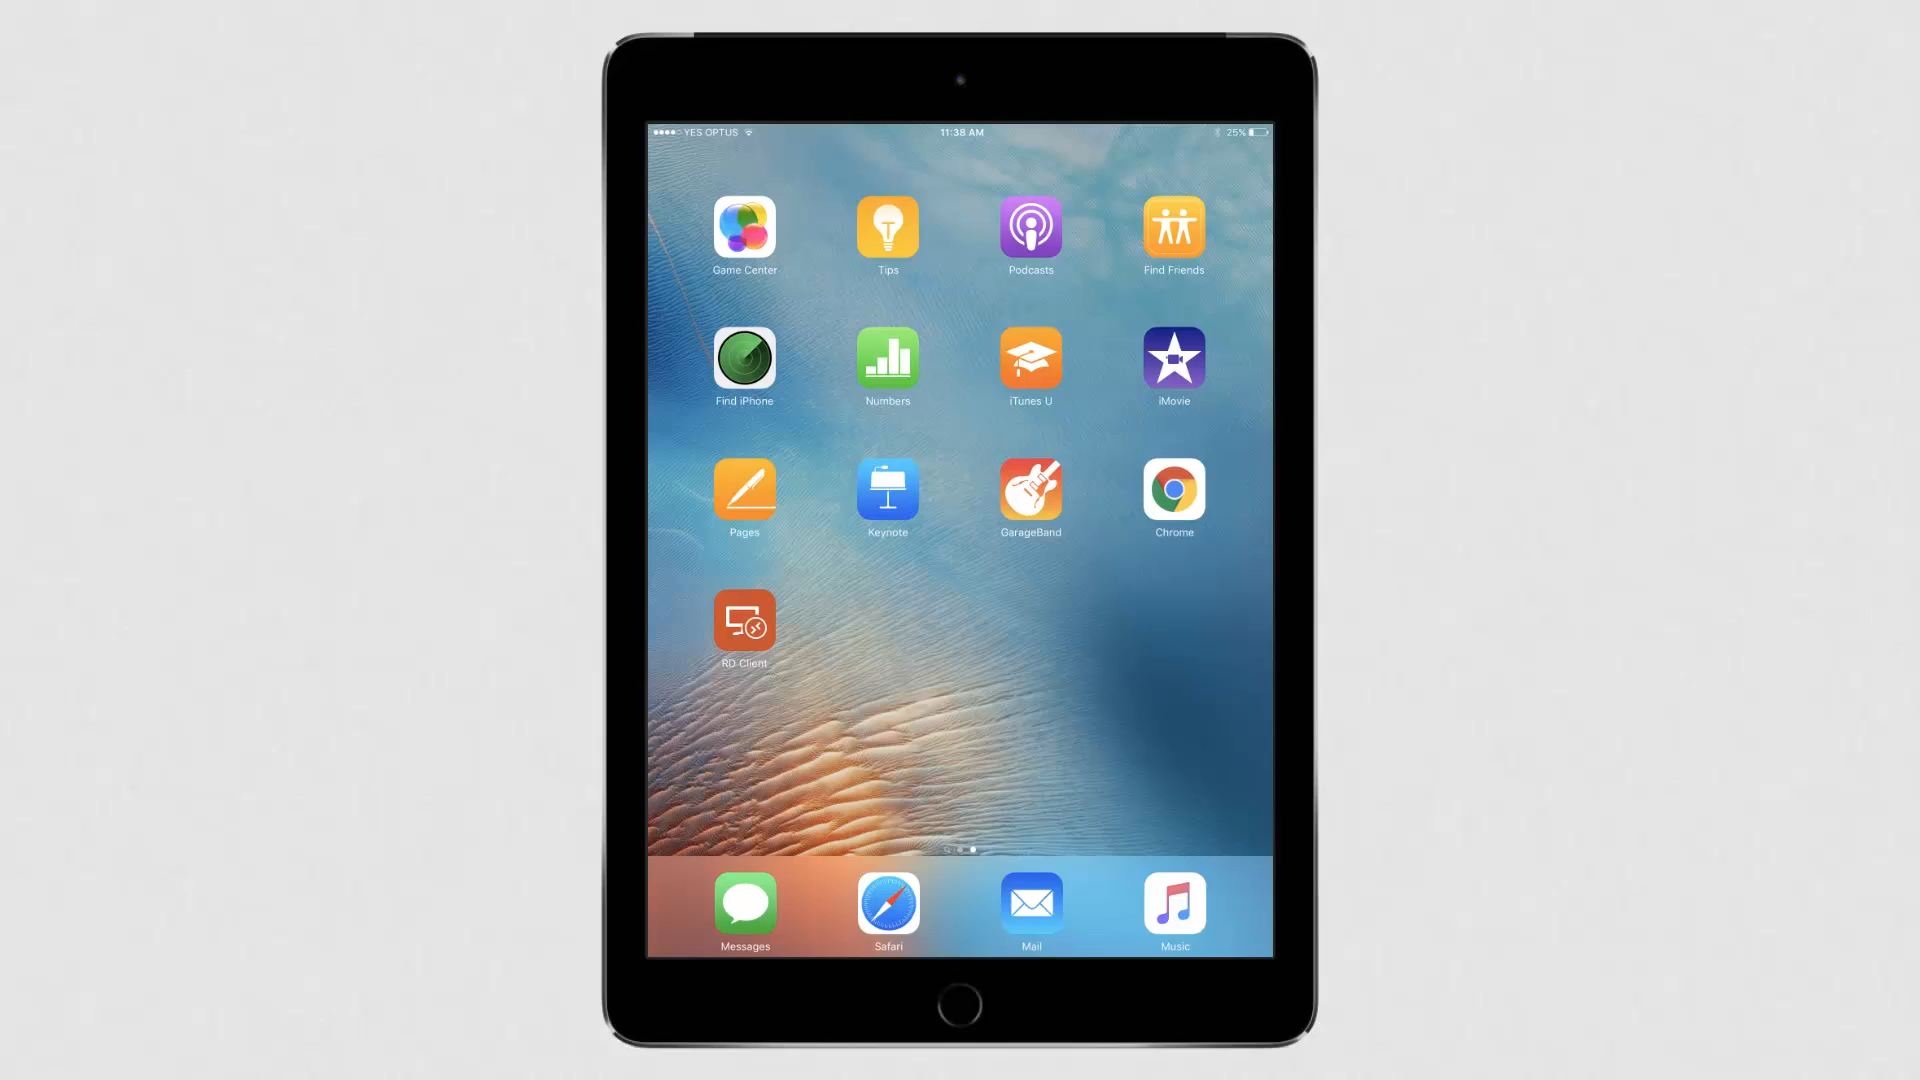 YES OPTUS 11:38 AM 25%
Game Center Tips Podcasts Find Friends
Find iPhone Numbers iTunes U iMovie
Pages Keynote GarageBand Chrome
RD Client
Messages Safari Mail Music